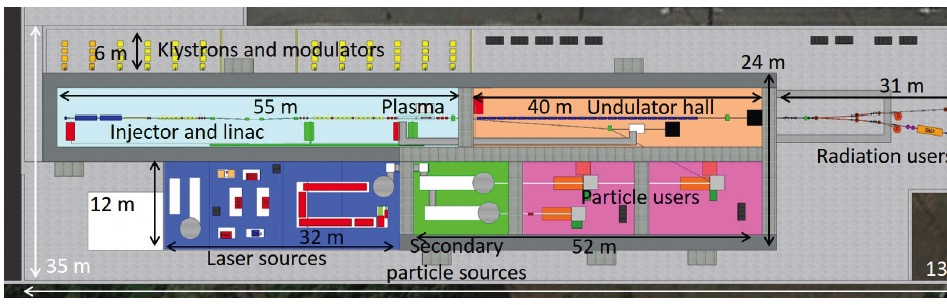 6 m
Klystrons and modulators
24 m
31 m
55 m
Plasma
40 m
Undulator hall
Injector and linac
Radiation users
12 m
Particle users
32 m
52 m
Laser sources
Secondary
particle sources
35 m
13